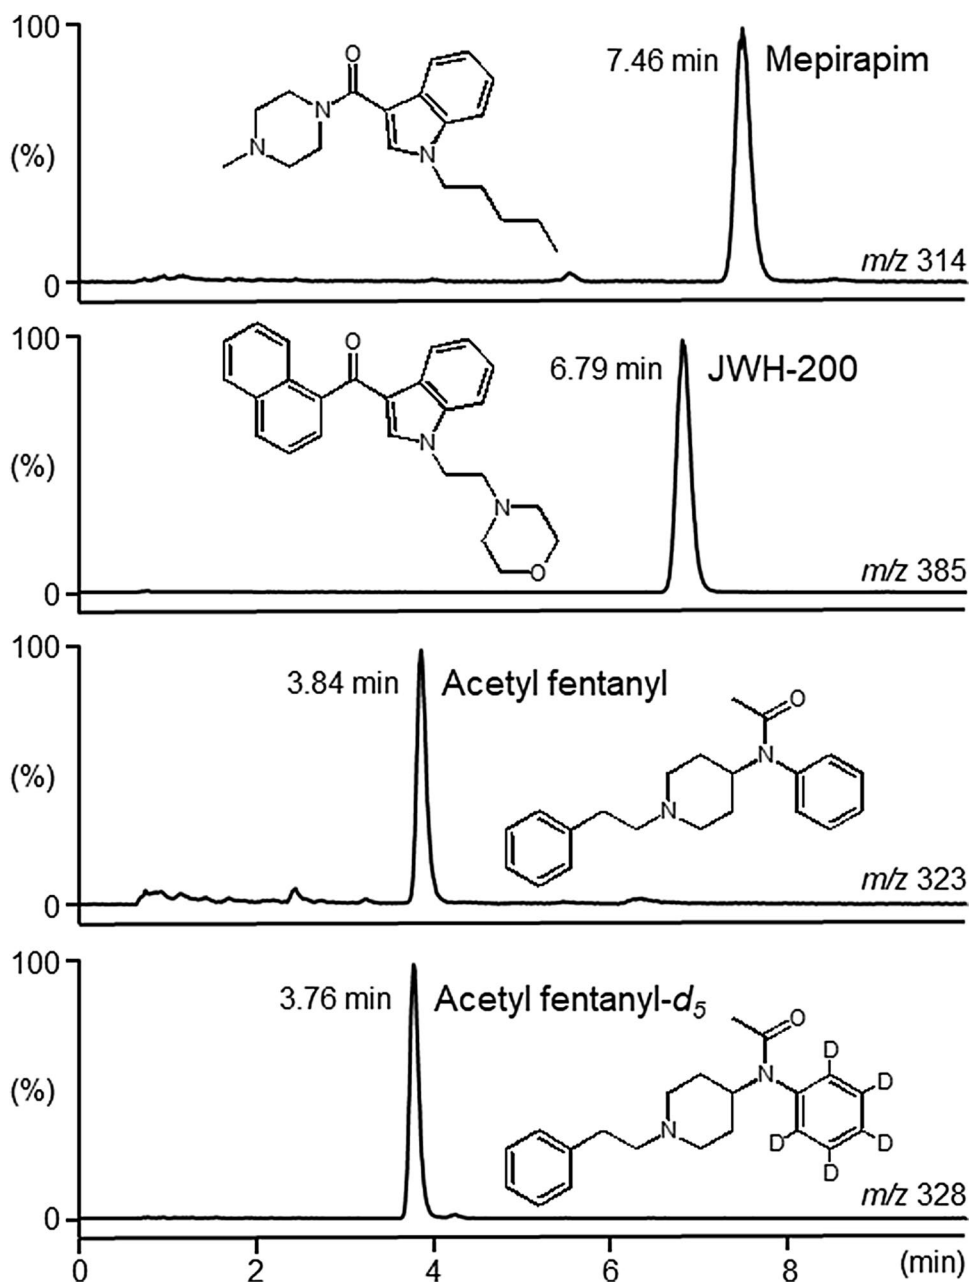 100
7.46 min Mepirapim
O
N
(%)
N
N
m/z 314
0
100
O
6.79 min JWH-200
(%)
N
N
O
m/z 385
0
100
3.84 min Acetyl fentanyl
O
N
(%)
N
m/z 323
0
100
3.76 min Acetyl fentanyl-d5
O
D
N
D
(%)
N
D
D
D
m/z 328
0
0 2 4 6 8 (min)